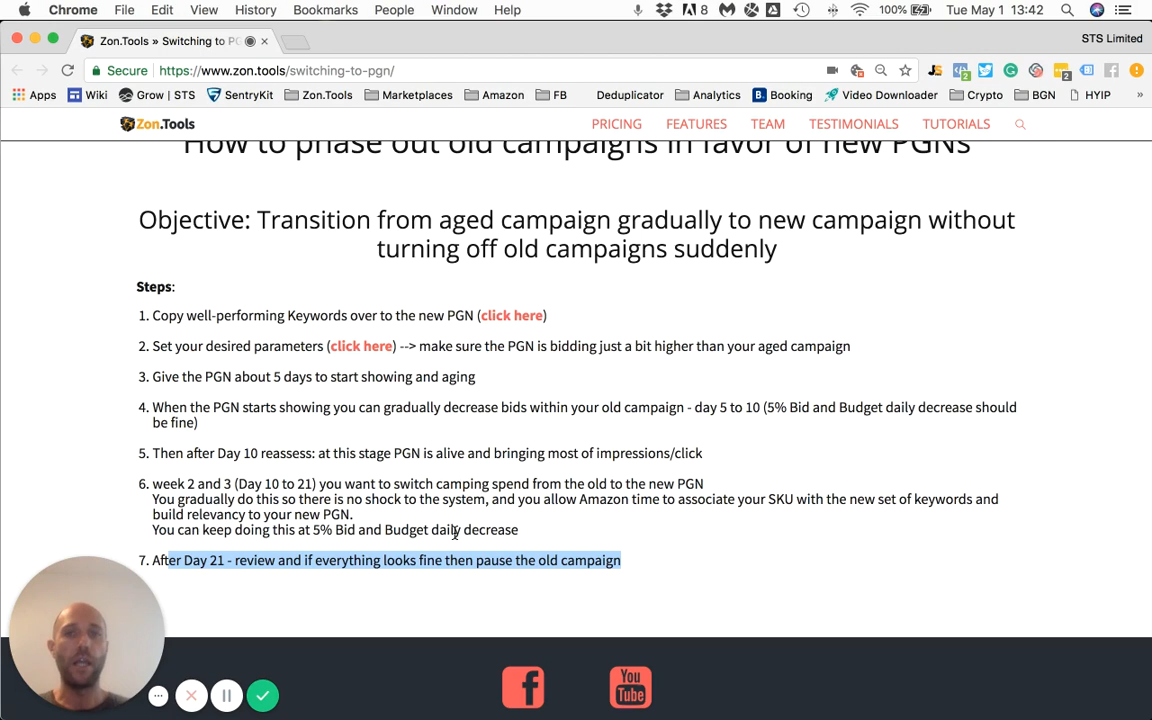 Chrome File Edit View History Bookmarks People Window Help 8 100% Tue May 1 13:42
Zon.Tools » Switching to PG STS Limited
Secure https://www.zon.tools/switching-to-pgn/
Apps Wiki Grow | STS SentryKit Zon.Tools Marketplaces Amazon FB Deduplicator Analytics Booking Video Downloader Crypto BGN HYIP »
Zon.Tools PRICING FEATURES TEAM TESTIMONIALS TUTORIALS
How to phase out old campaigns in favor of new PGNs
Objective: Transition from aged campaign gradually to new campaign without
turning off old campaigns suddenly
Steps:
1. Copy well-performing Keywords over to the new PGN (click here)
2. Set your desired parameters (click here) --> make sure the PGN is bidding just a bit higher than your aged campaign
3. Give the PGN about 5 days to start showing and aging
4. When the PGN starts showing you can gradually decrease bids within your old campaign - day 5 to 10 (5% Bid and Budget daily decrease should
be fine)
5. Then after Day 10 reassess: at this stage PGN is alive and bringing most of impressions/click
6. week 2 and 3 (Day 10 to 21) you want to switch camping spend from the old to the new PGN
You gradually do this so there is no shock to the system, and you allow Amazon time to associate your SKU with the new set of keywords and
build relevancy to your new PGN.
You can keep doing this at 5% Bid and Budget daily decrease
7. After Day 21 - review and if everything looks fine then pause the old campaign
f You
Tube